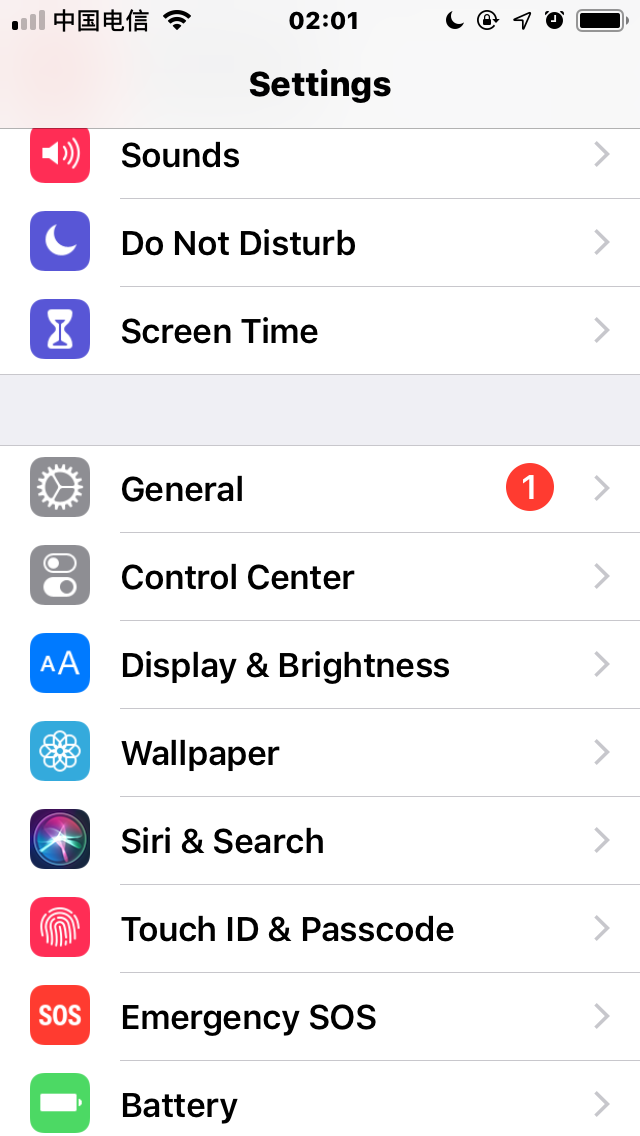 中国电信 02:01
Settings
Sounds
Do Not Disturb
Screen Time
General 1
Control Center
AA Display & Brightness
Wallpaper
Siri & Search
Touch ID & Passcode
SOS Emergency SOS
Battery